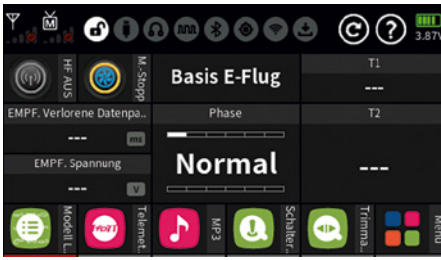 M
3.87V
HF AUS
M.-Stopp
Basis E-Flug
T1
---
EMPF. Verlorene Datenpa..
--- ms
Phase
Normal
T2
---
EMPF. Spannung
--- V
Modell L..
HoTT
Telemet..
MP3
Schalter..
Trimma..
Menü